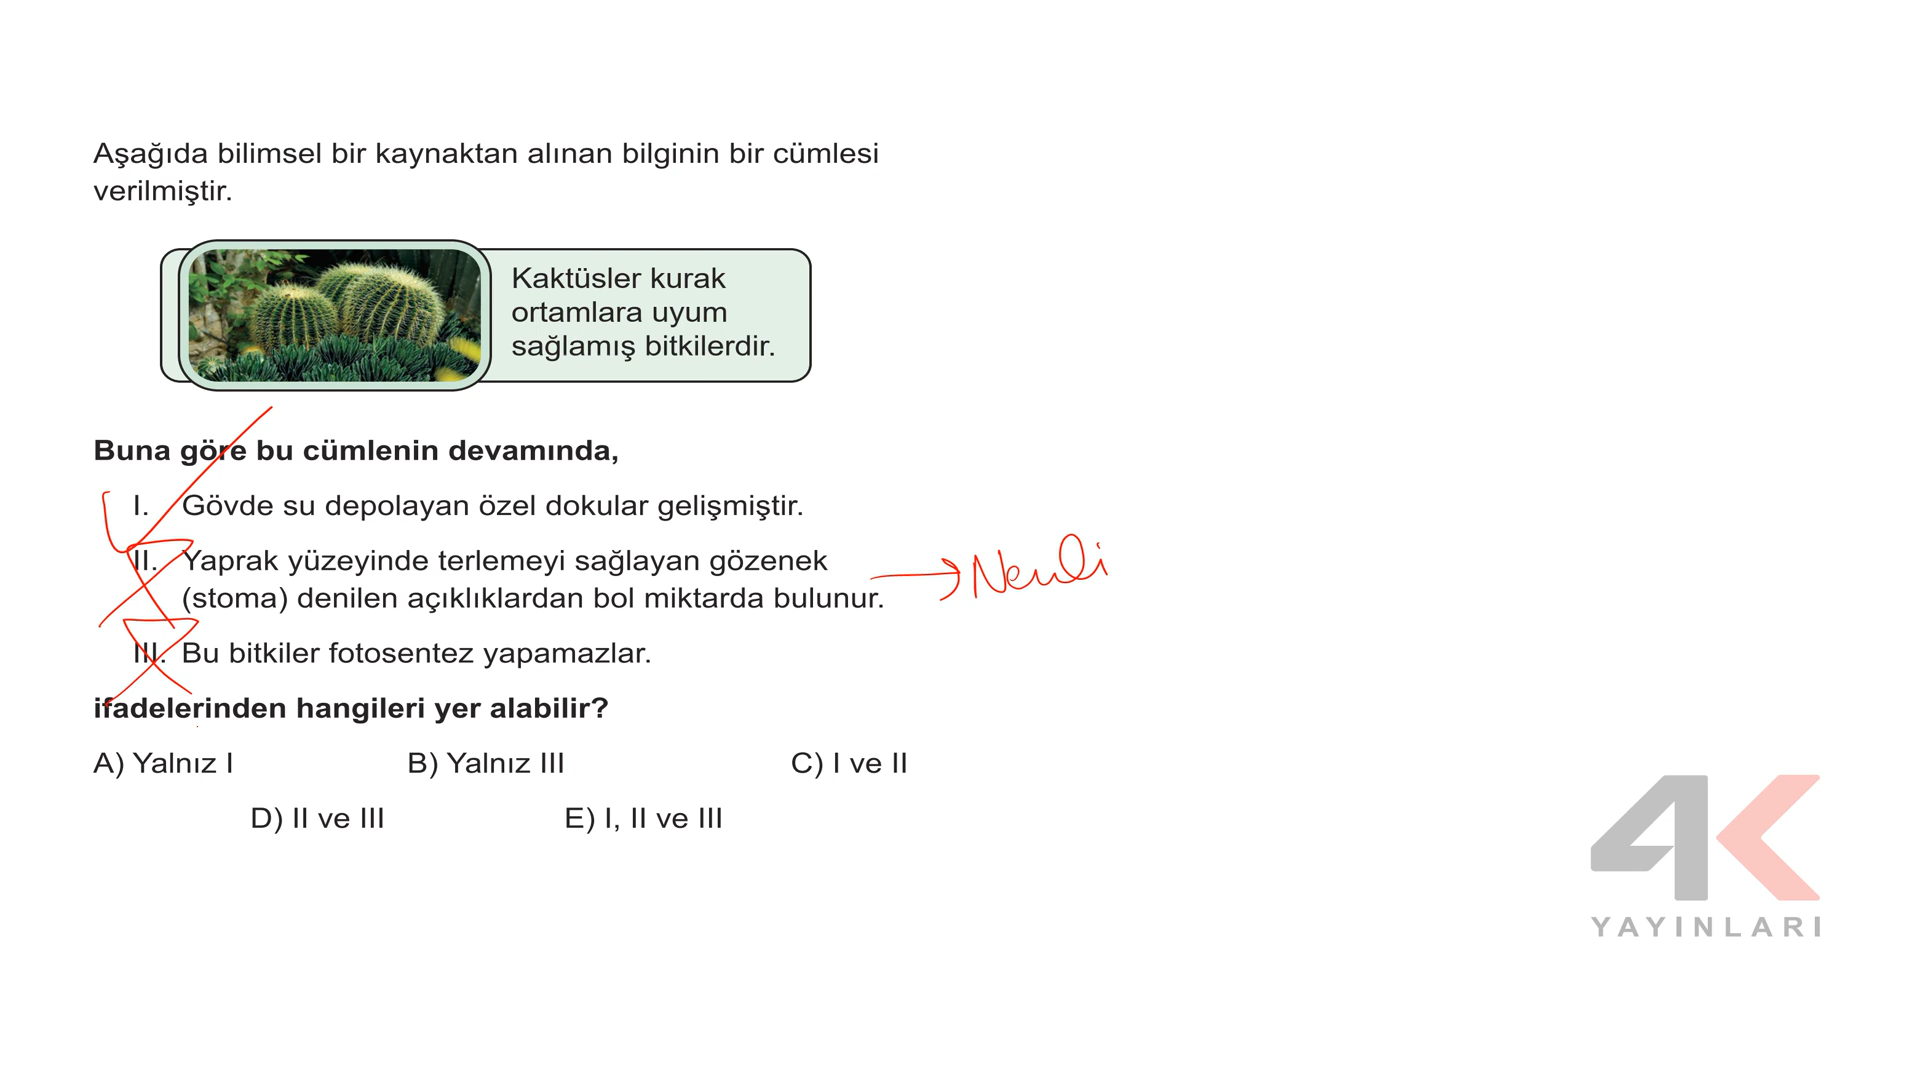 Aşağıda bilimsel bir kaynaktan alınan bilginin bir cümlesi
verilmiştir.
Kaktüsler kurak
ortamlara uyum
sağlamış bitkilerdir.
Buna göre bu cümlenin devamında,
I. Gövde su depolayan özel dokular gelişmiştir.
II. Yaprak yüzeyinde terlemeyi sağlayan gözenek
(stoma) denilen açıklıklardan bol miktarda bulunur.
Nemli
III. Bu bitkiler fotosentez yapamazlar.
ifadelerinden hangileri yer alabilir?
A) Yalnız I B) Yalnız III C) I ve II
D) II ve III E) I, II ve III
4K
YAYINLARI